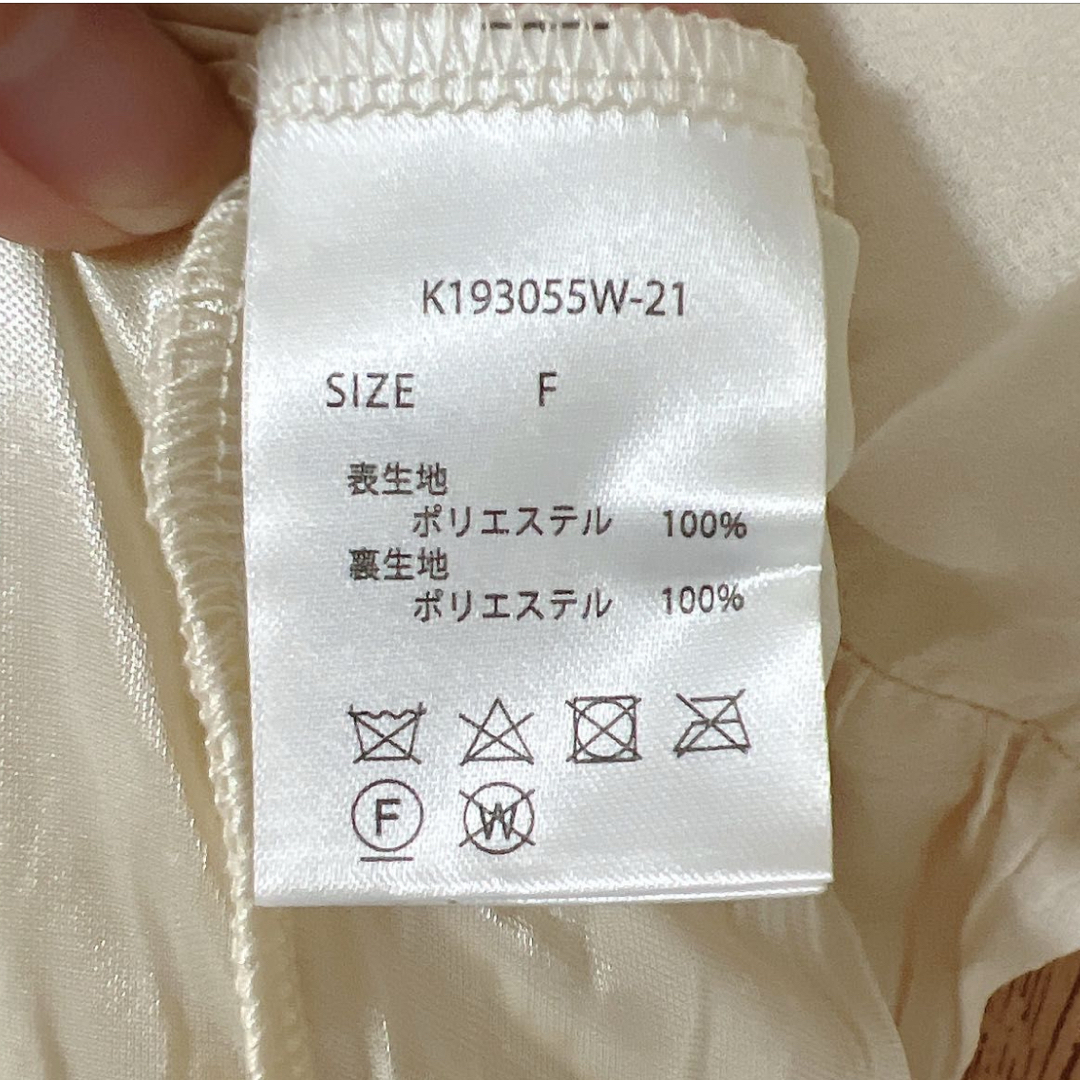 K193055W-21
SIZE F
表生地
ポリエステル 100%
裏生地
ポリエステル 100%
F W